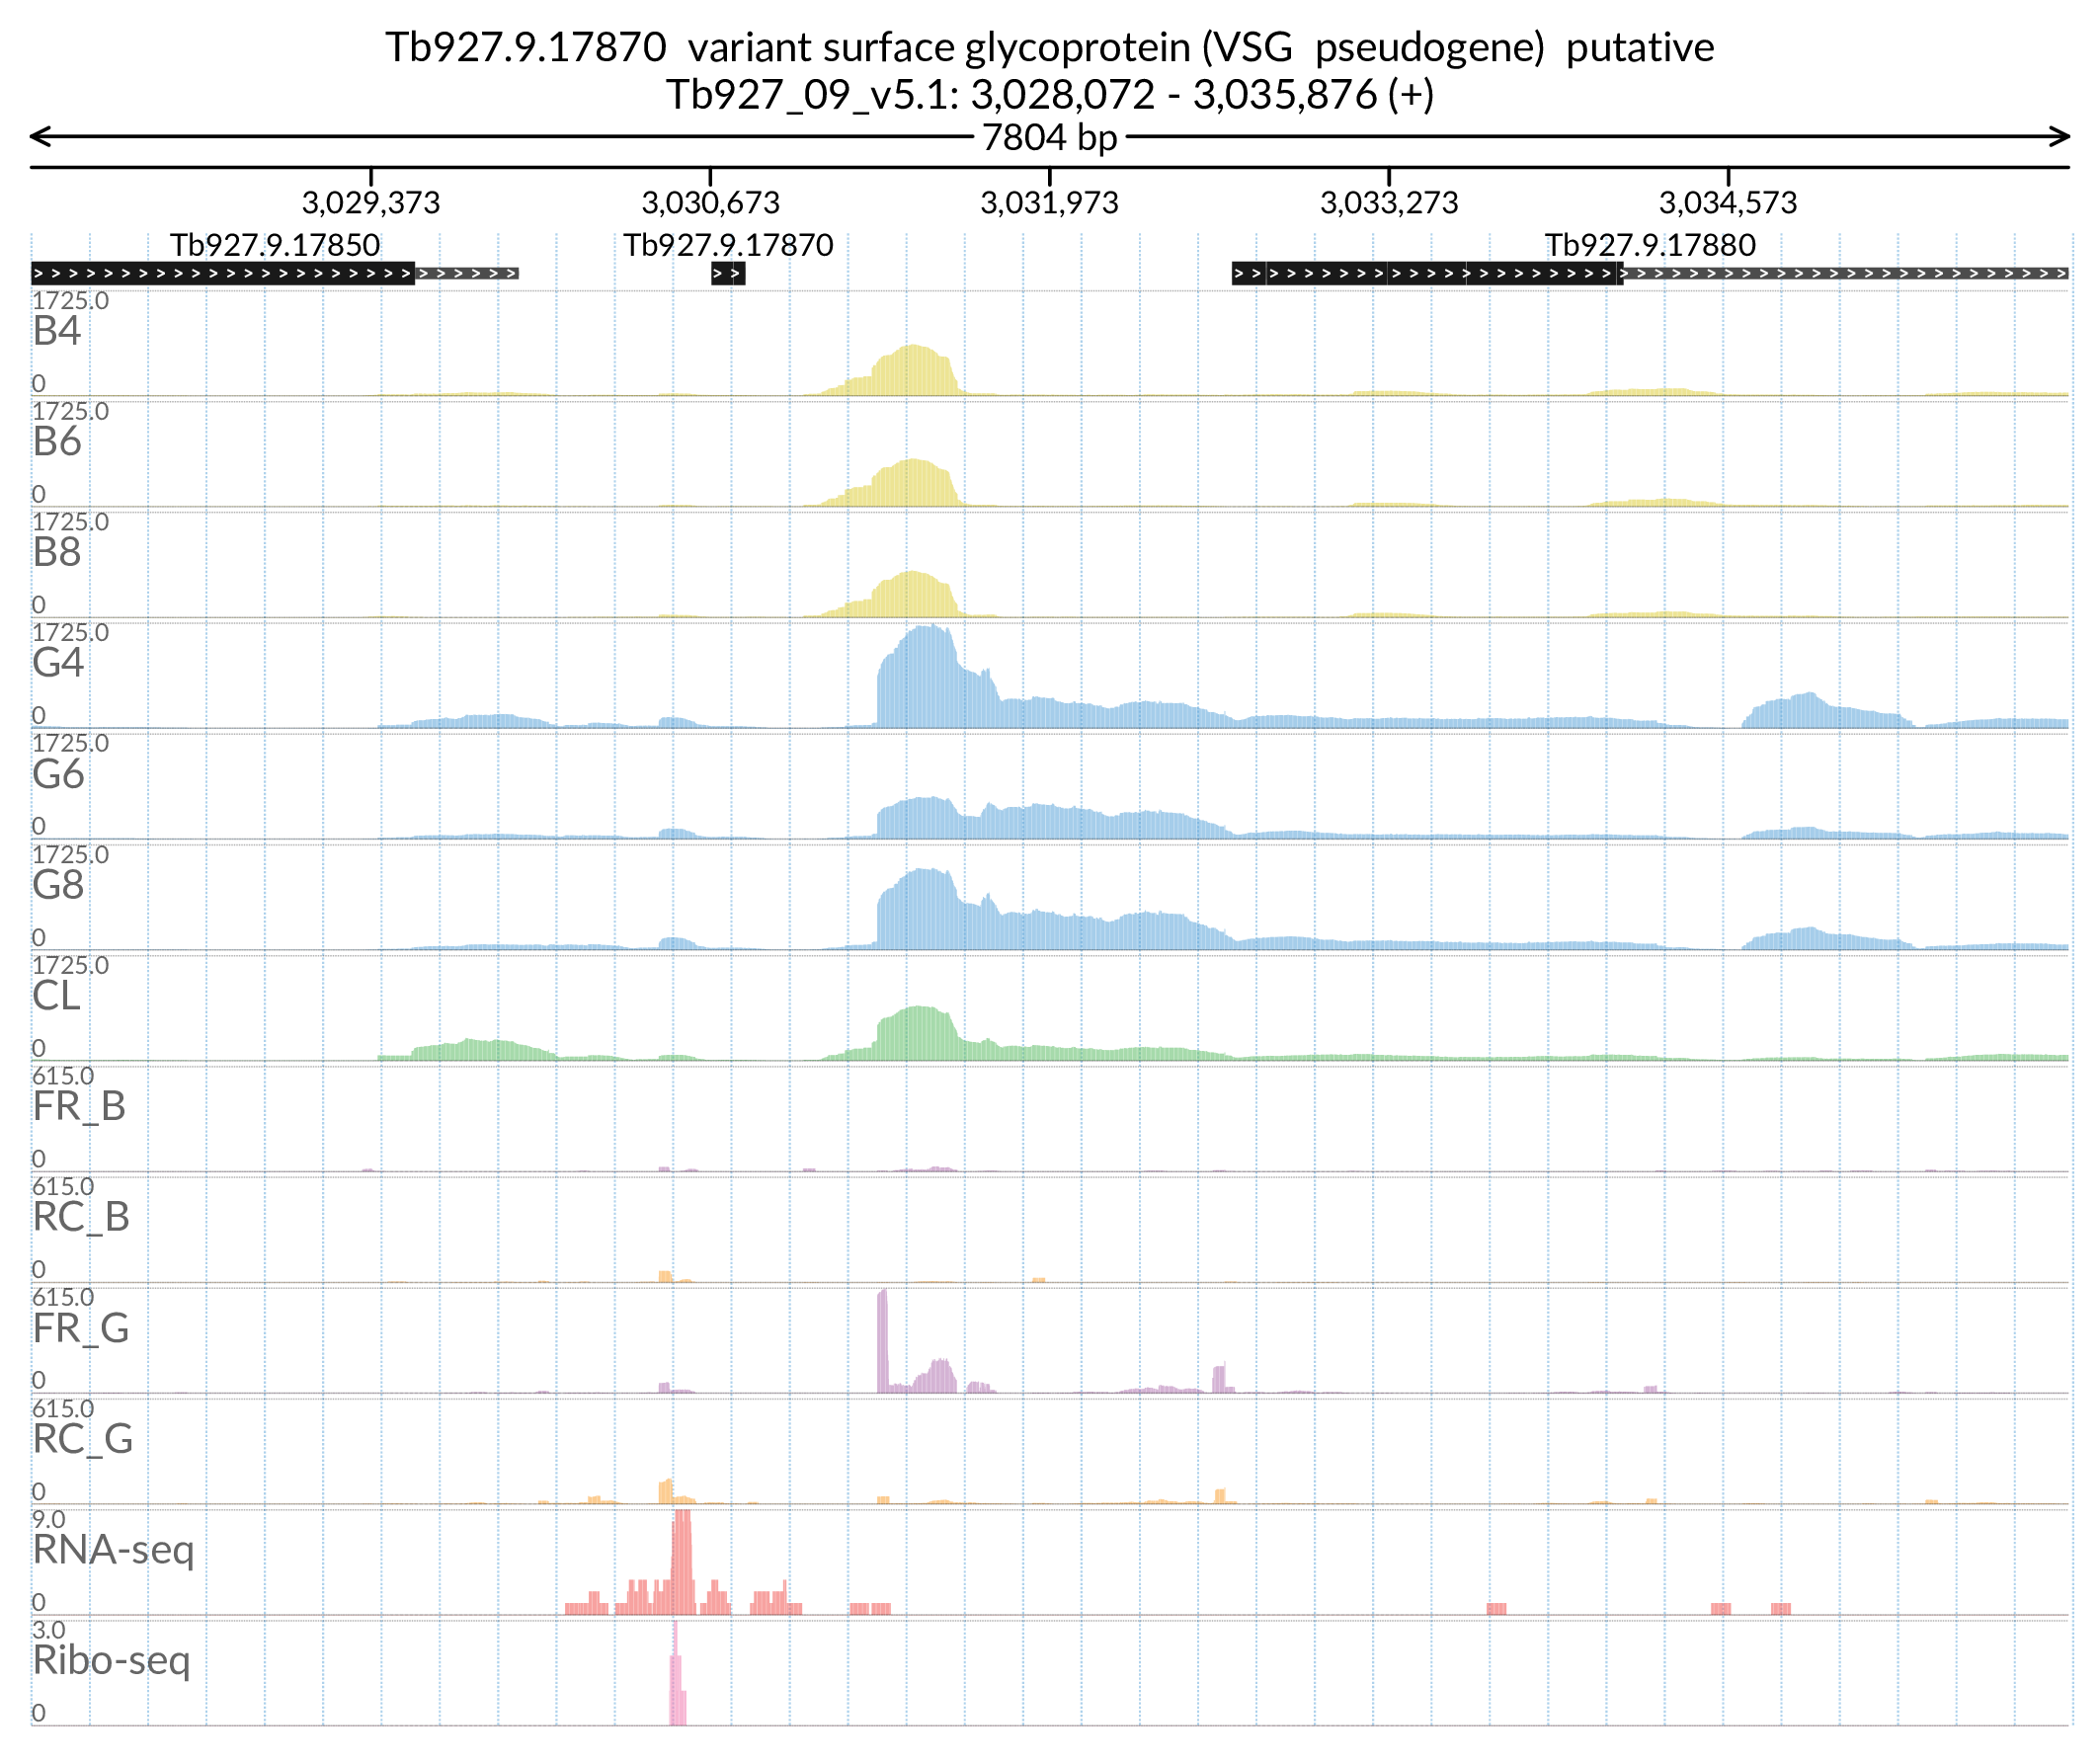 Tb927.9.17870 variant surface glycoprotein (VSG pseudogene) putative
Tb927_09_v5.1: 3,028,072 - 3,035,876 (+)
7804 bp
3,029,373 3,030,673 3,031,973 3,033,273 3,034,573
Tb927.9.17850 Tb927.9.17870 Tb927.9.17880
1725.0
B4
0
1725.0
B6
0
1725.0
B8
0
1725.0
G4
0
1725.0
G6
0
1725.0
G8
0
1725.0
CL
0
615.0
FR_B
0
615.0
RC_B
0
615.0
FR_G
0
615.0
RC_G
0
9.0
RNA-seq
0
3.0
Ribo-seq
0